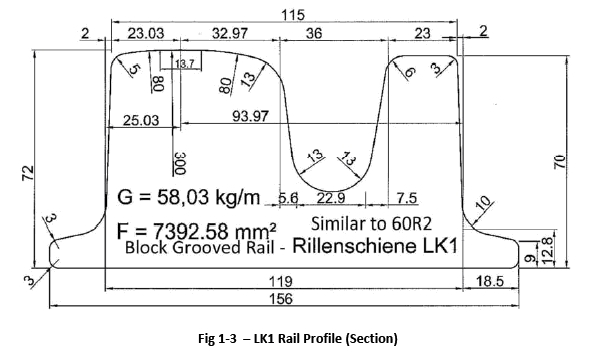 115
2 23.03 32.97 36 23 2
5 80 13.7 80 13 6 3
25.03 93.97
300
72 70
13 13
G = 58,03 kg/m 5.6 22.9 7.5
3 F = 7392.58 mm² Similar to 60R2 10
Block Grooved Rail - Rillenschiene LK1
3 9 12.8
119 18.5
156
Fig 1-3 – LK1 Rail Profile (Section)